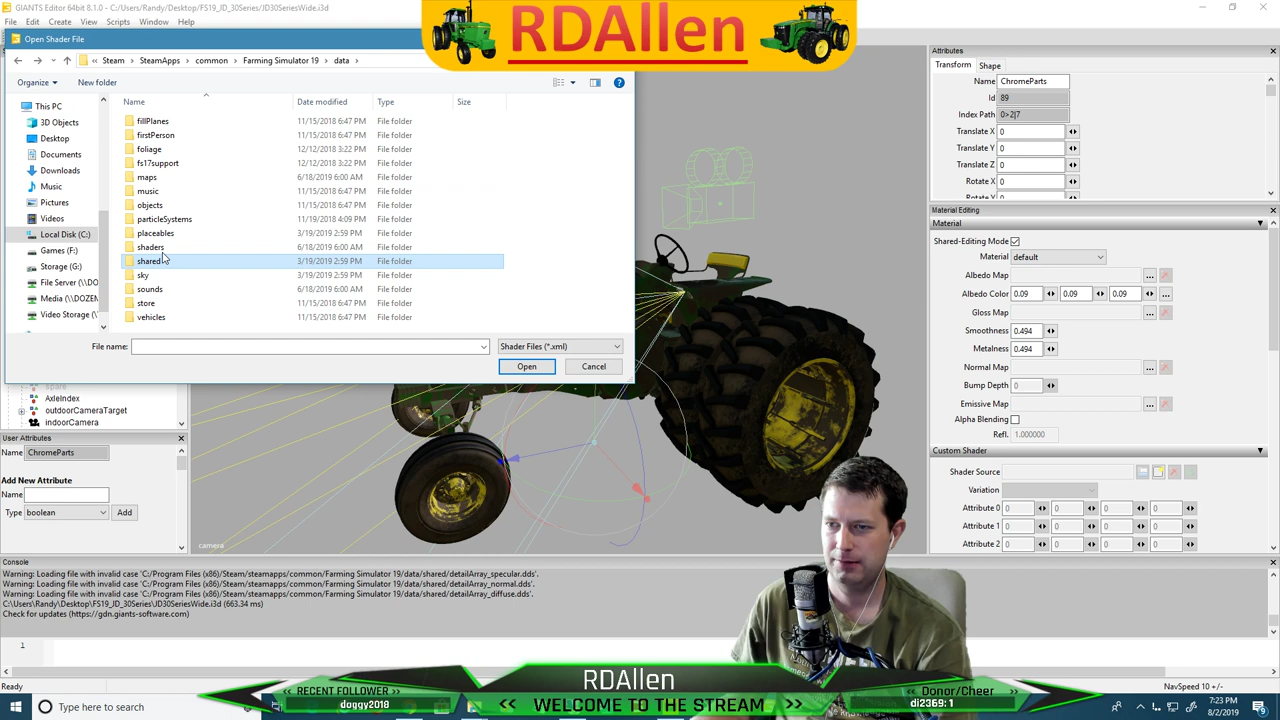 GIANTS Editor 64bit 8.1.0 - C:/Users/Randy/Desktop/FS19_JD_30Series/JD30SeriesWide.i3d
File Edit Create View Scripts Window Help
RDAllen
Open Shader File
Steam › SteamApps › common › Farming Simulator 19 › data ›
Organize New folder
Name Date modified Type Size
This PC
3D Objects
Desktop
Documents
Downloads
Music
Pictures
Videos
Local Disk (C:)
Games (F:)
Storage (G:)
File Server (\\DO
Media (\\DOZEM
Video Storage (\\
fillPlanes 11/15/2018 6:47 PM File folder
firstPerson 11/15/2018 6:47 PM File folder
foliage 12/12/2018 3:22 PM File folder
fs17support 12/12/2018 3:22 PM File folder
maps 6/18/2019 6:00 AM File folder
music 11/15/2018 6:47 PM File folder
objects 11/15/2018 6:47 PM File folder
particleSystems 11/19/2018 4:09 PM File folder
placeables 3/19/2019 2:59 PM File folder
shaders 6/18/2019 6:00 AM File folder
shared 3/19/2019 2:59 PM File folder
sky 3/19/2019 2:59 PM File folder
sounds 6/18/2019 6:00 AM File folder
store 11/15/2018 6:47 PM File folder
vehicles 11/15/2018 6:47 PM File folder
File name: Shader Files (*.xml)
Open Cancel
spare
AxleIndex
outdoorCameraTarget
indoorCamera
User Attributes
Name ChromeParts
Add New Attribute
Name
Type boolean Add
camera
Attributes
Transform Shape
Name ChromeParts
Id 89
Index Path 0>2|7
Translate X 0
Translate Y 0
Translate Z 0
Rotate X 0
Rotate Y 0
Material Editing
Material
Shared-Editing Mode
Material default
Albedo Map ...
Albedo Color 0.09 0.09 0.09 ...
Gloss Map ...
Smoothness 0.494
Metalness 0.494
Normal Map ...
Bump Depth 0
Emissive Map ...
Alpha Blending
Refl. 1.000000
Custom Shader
Shader Source
Variation
Attribute 0 0 0 0 0
Attribute 1 0 0 0 0
Attribute 2 0 0 0 0
Console
Warning: Loading file with invalid case 'C:/Program Files (x86)/Steam/steamapps/common/Farming Simulator 19/data/shared/detailArray_specular.dds'.
Warning: Loading file with invalid case 'C:/Program Files (x86)/Steam/steamapps/common/Farming Simulator 19/data/shared/detailArray_normal.dds'.
Warning: Loading file with invalid case 'C:/Program Files (x86)/Steam/steamapps/common/Farming Simulator 19/data/shared/detailArray_diffuse.dds'.
C:\Users\Randy\Desktop\FS19_JD_30Series\JD30SeriesWide.i3d (663.34 ms)
Check for updates (https://gdn.giants-software.com)
1
Ready
NavSpeed 10 +/-
RDAllen
<< RECENT FOLLOWER >>
daggy2018
<< WELCOME TO THE STREAM >>
<< Donor/Cheer >>
di2369: 1
Type here to search
7:23 PM
8/2/2019